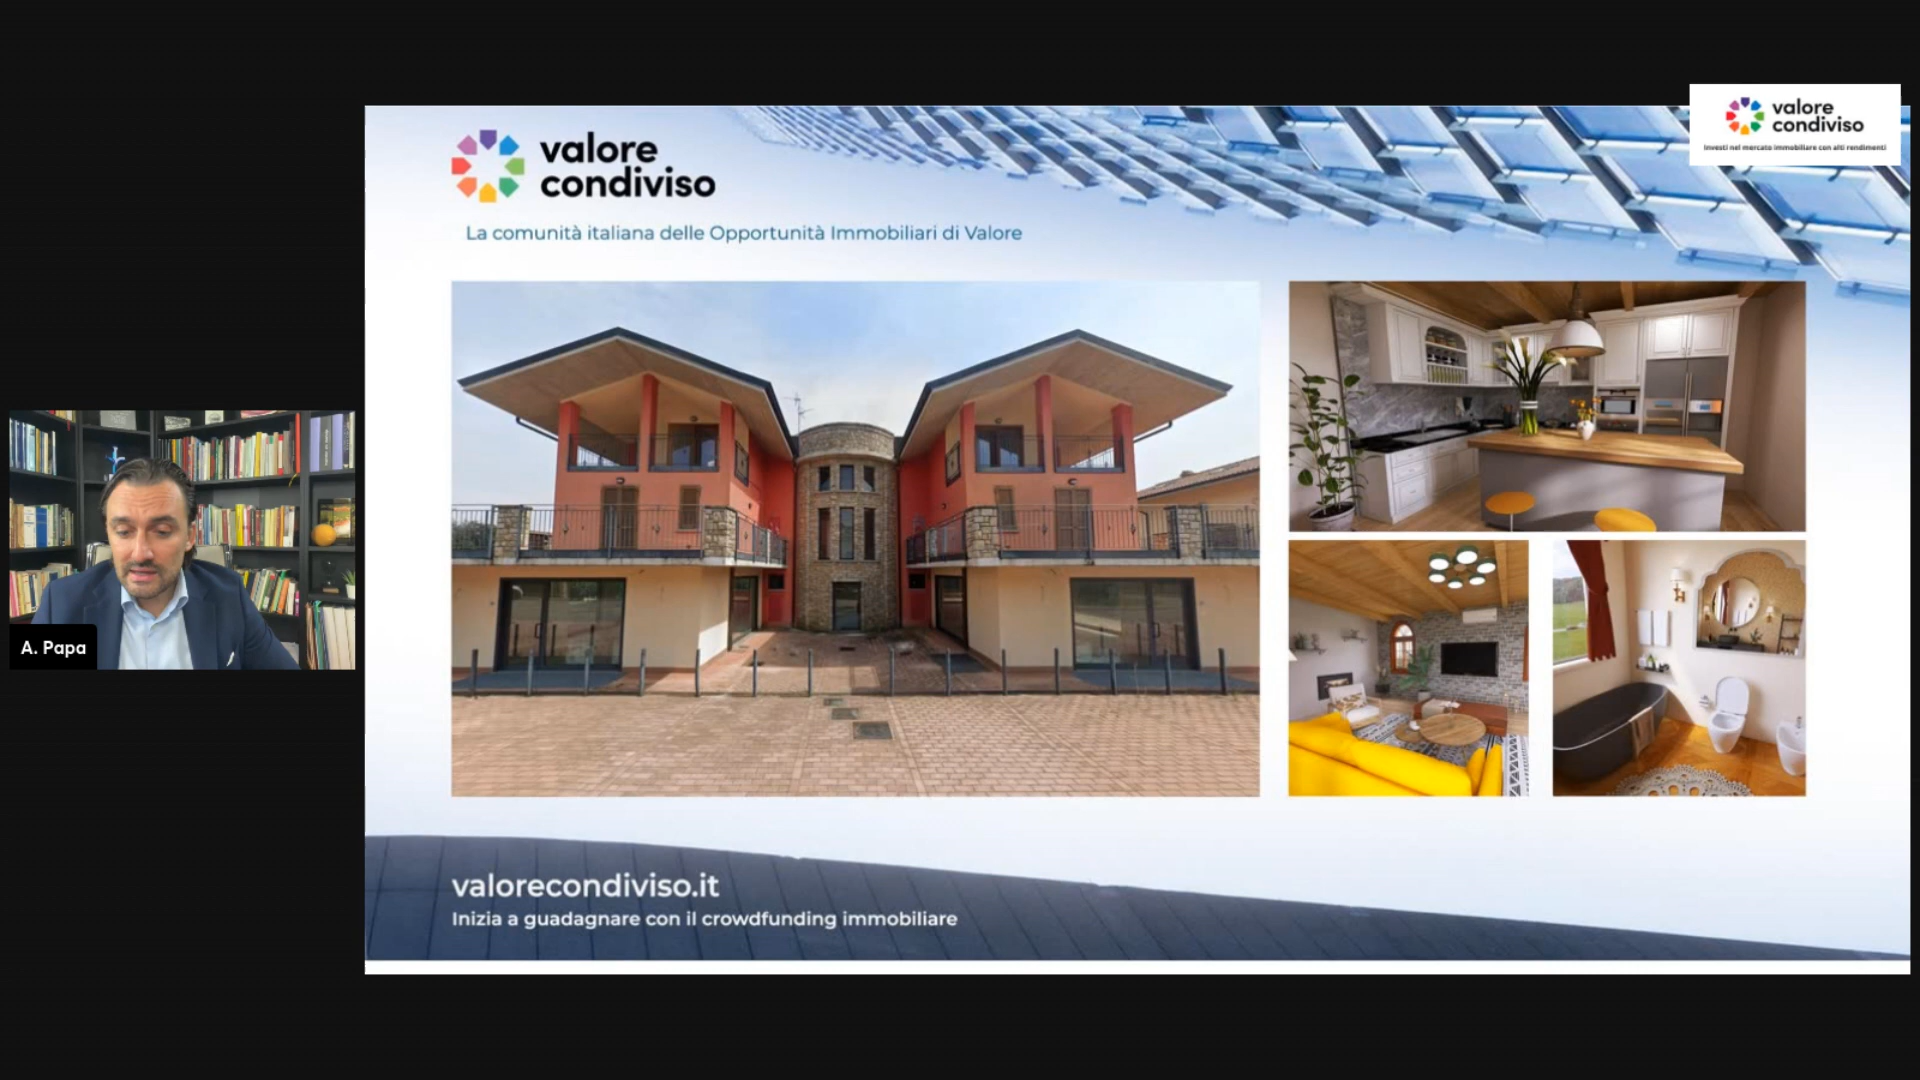 valore
condiviso
Investi nel mercato immobiliare con alti rendimenti
valore
condiviso
La comunità italiana delle Opportunità Immobiliari di Valore
A. Papa
valorecondiviso.it
Inizia a guadagnare con il crowdfunding immobiliare